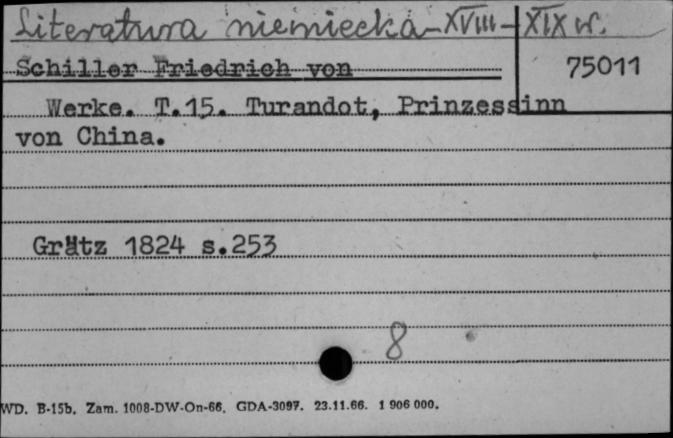 Literatura niemiecka - XVIII - XIX w.
Schiller Friedrich von
75011
Werke. T.15. Turandot, Prinzessinn
von China.
Grätz 1824 s.253
8
WD. B-15b. Zam. 1008-DW-On-66. GDA-3097. 23.11.66. 1 906 000.